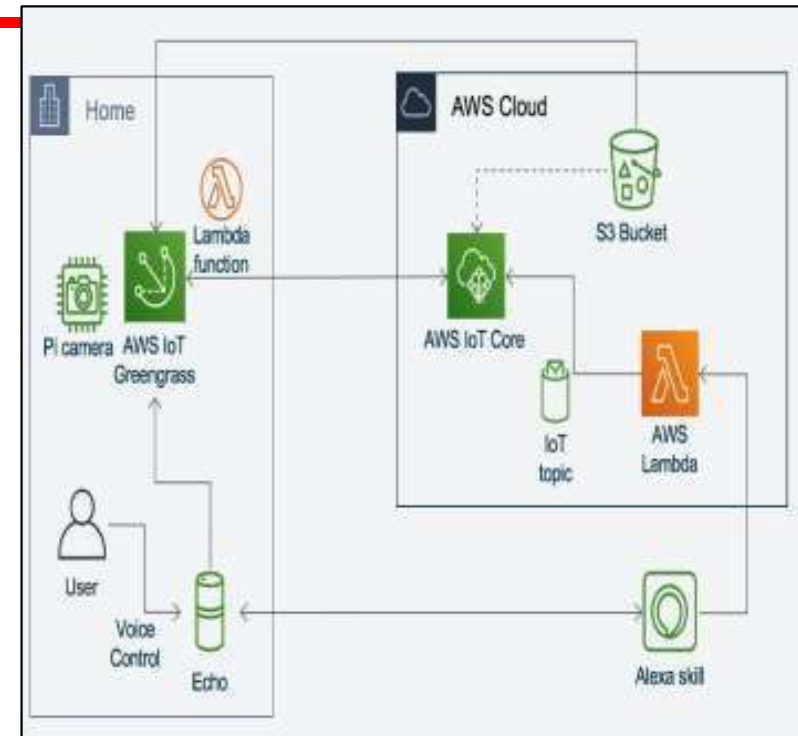 Home
AWS Cloud
Lambda
function
S3 Bucket
Pi camera
AWS IoT
Greengrass
AWS IoT Core
IoT
topic
AWS
Lambda
User
Voice
Control
Echo
Alexa skill